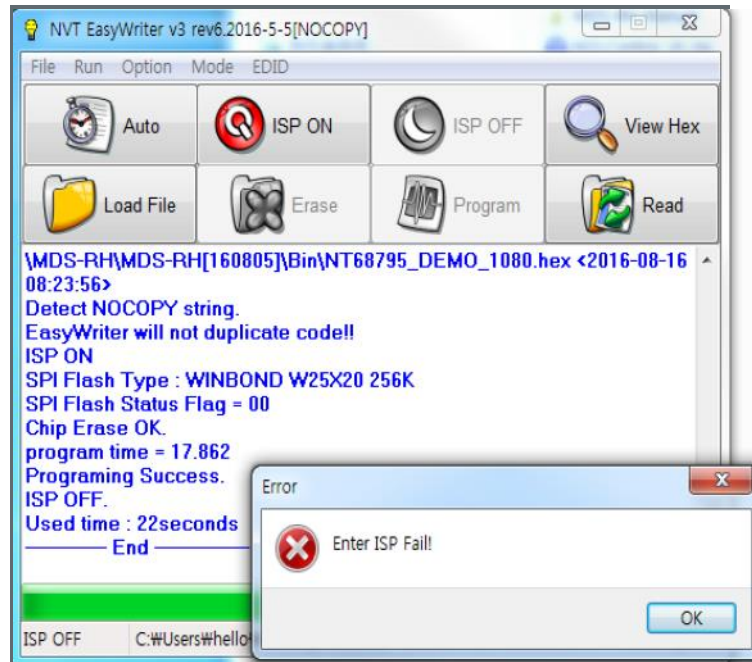 NVT EasyWriter v3 rev6.2016-5-5[NOCOPY]
File Run Option Mode EDID
Auto ISP ON ISP OFF View Hex
Load File Erase Program Read
\MDS-RH\MDS-RH[160805]\Bin\NT68795_DEMO_1080.hex <2016-08-16
08:23:56>
Detect NOCOPY string.
EasyWriter will not duplicate code!!
ISP ON
SPI Flash Type : WINBOND W25X20 256K
SPI Flash Status Flag = 00
Chip Erase OK.
program time = 17.862
Programing Success.
ISP OFF.
Used time : 22seconds
End
Error
Enter ISP Fail!
OK
ISP OFF C:₩Users₩hello